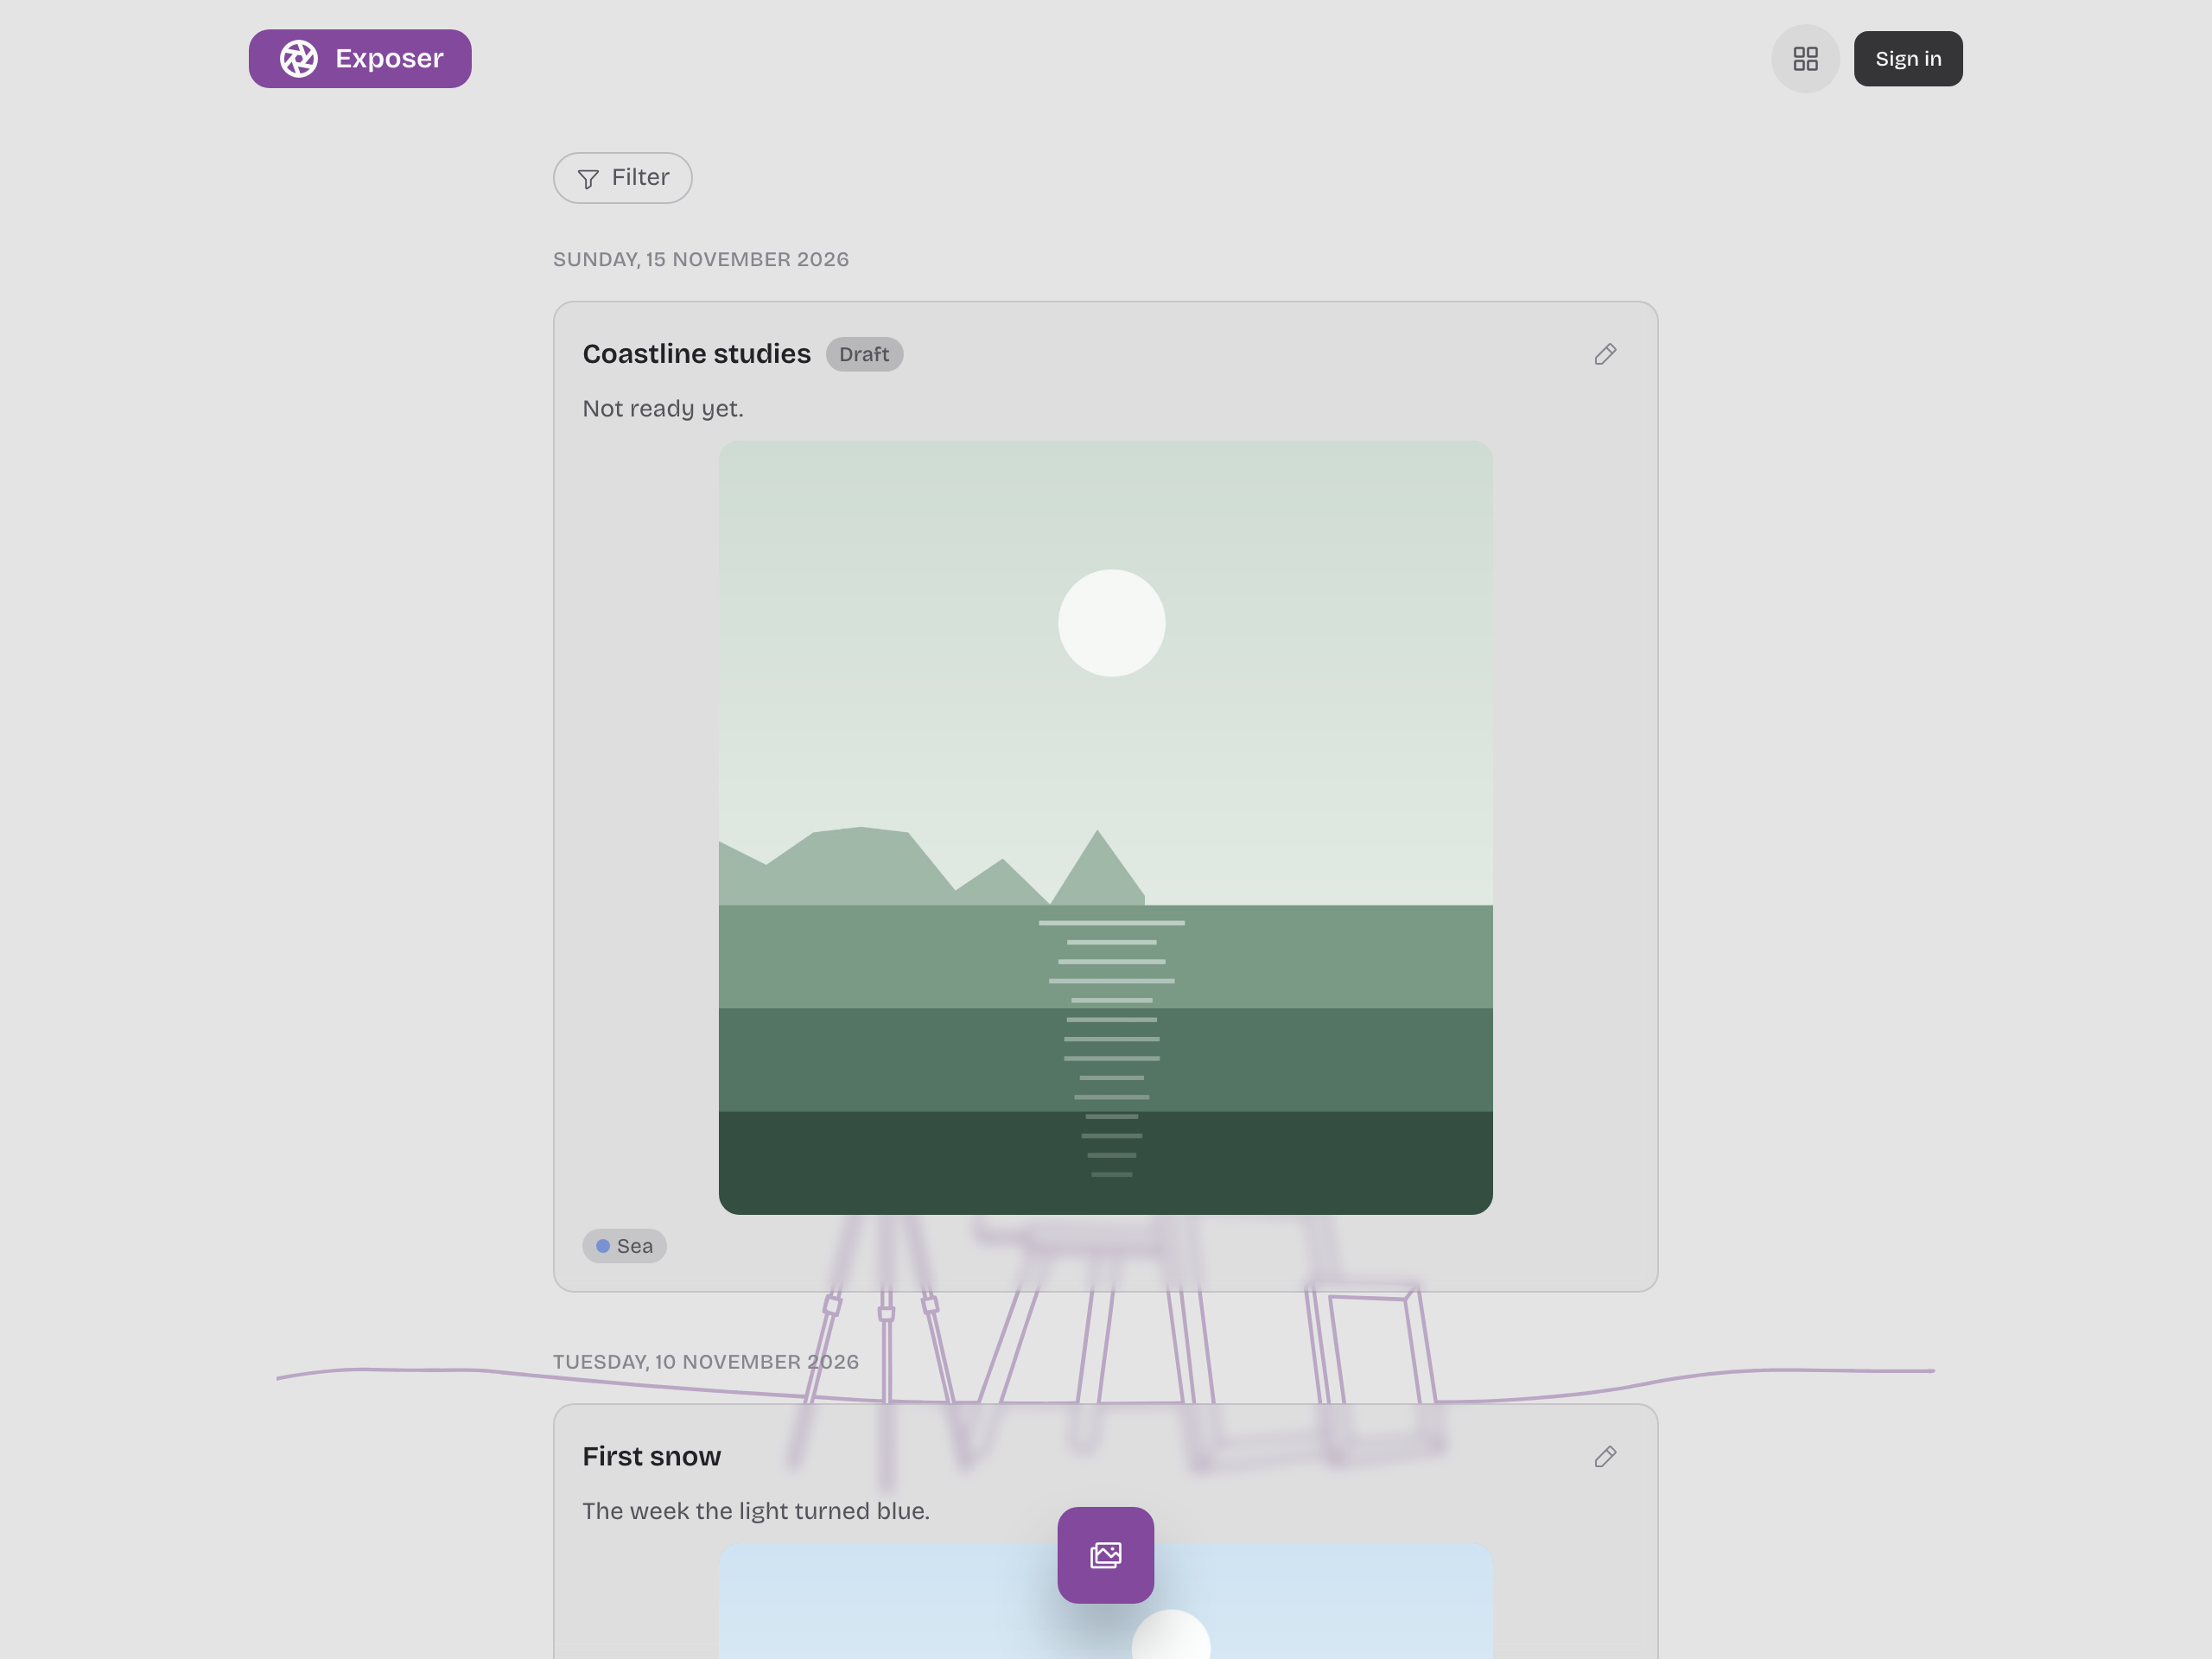 Exposer
Sign in
Filter
SUNDAY, 15 NOVEMBER 2026
Coastline studies Draft
Not ready yet.
Sea
TUESDAY, 10 NOVEMBER 2026
First snow
The week the light turned blue.